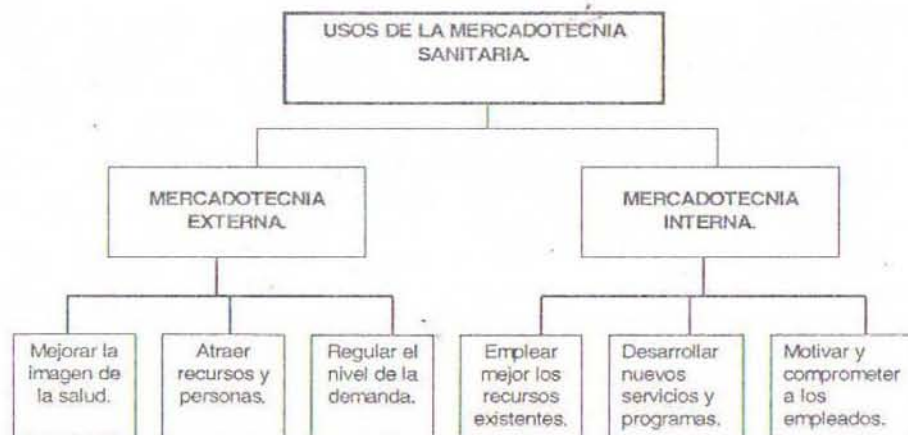 USOS DE LA MERCADOTECNIA
SANITARIA.
MERCADOTECNIA
EXTERNA.
MERCADOTECNIA
INTERNA.
Mejorar la
imagen de
la salud.
Atraer
recursos y
personas.
Regular el
nivel de la
demanda.
Emplear
mejor los
recursos
existentes.
Desarrollar
nuevos
servicios y
programas.
Motivar y
comprometer
a los
empleados.